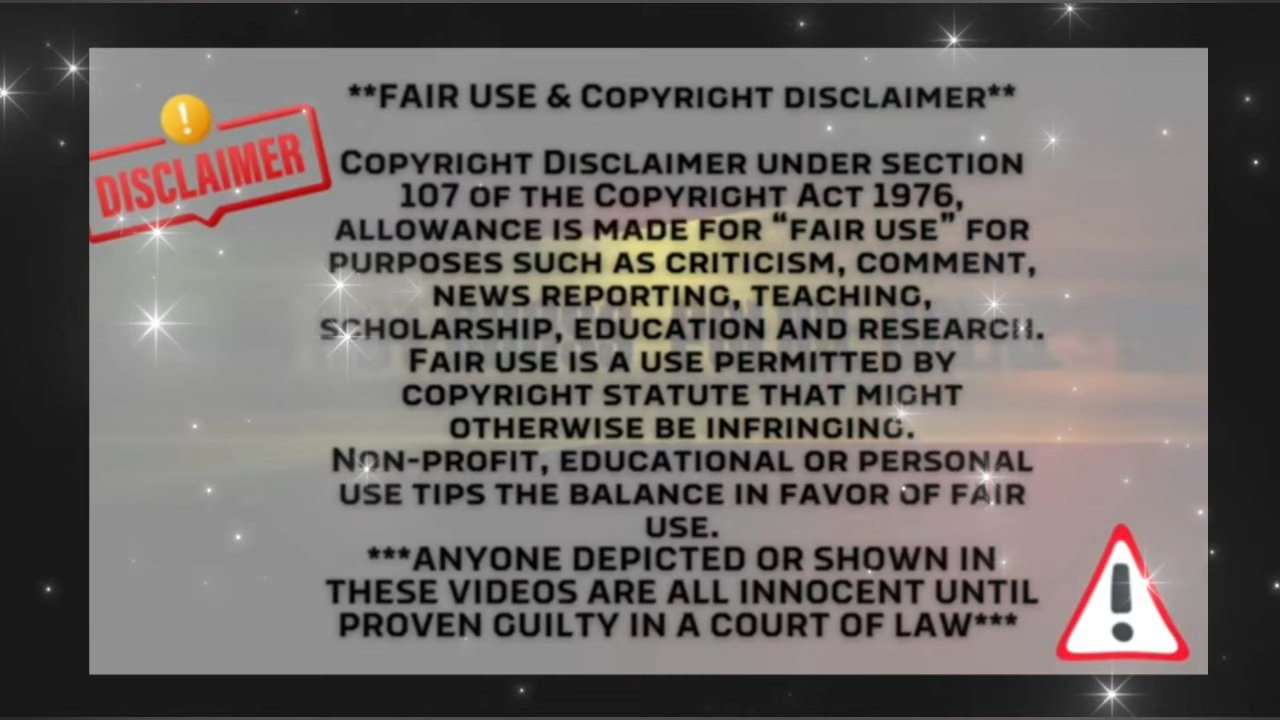 **FAIR USE & COPYRIGHT DISCLAIMER**
DISCLAIMER
COPYRIGHT DISCLAIMER UNDER SECTION
107 OF THE COPYRIGHT ACT 1976,
ALLOWANCE IS MADE FOR “FAIR USE” FOR
PURPOSES SUCH AS CRITICISM, COMMENT,
NEWS REPORTING, TEACHING,
SCHOLARSHIP, EDUCATION AND RESEARCH.
FAIR USE IS A USE PERMITTED BY
COPYRIGHT STATUTE THAT MIGHT
OTHERWISE BE INFRINGING.
NON-PROFIT, EDUCATIONAL OR PERSONAL
USE TIPS THE BALANCE IN FAVOR OF FAIR
USE.
***ANYONE DEPICTED OR SHOWN IN
THESE VIDEOS ARE ALL INNOCENT UNTIL
PROVEN GUILTY IN A COURT OF LAW***